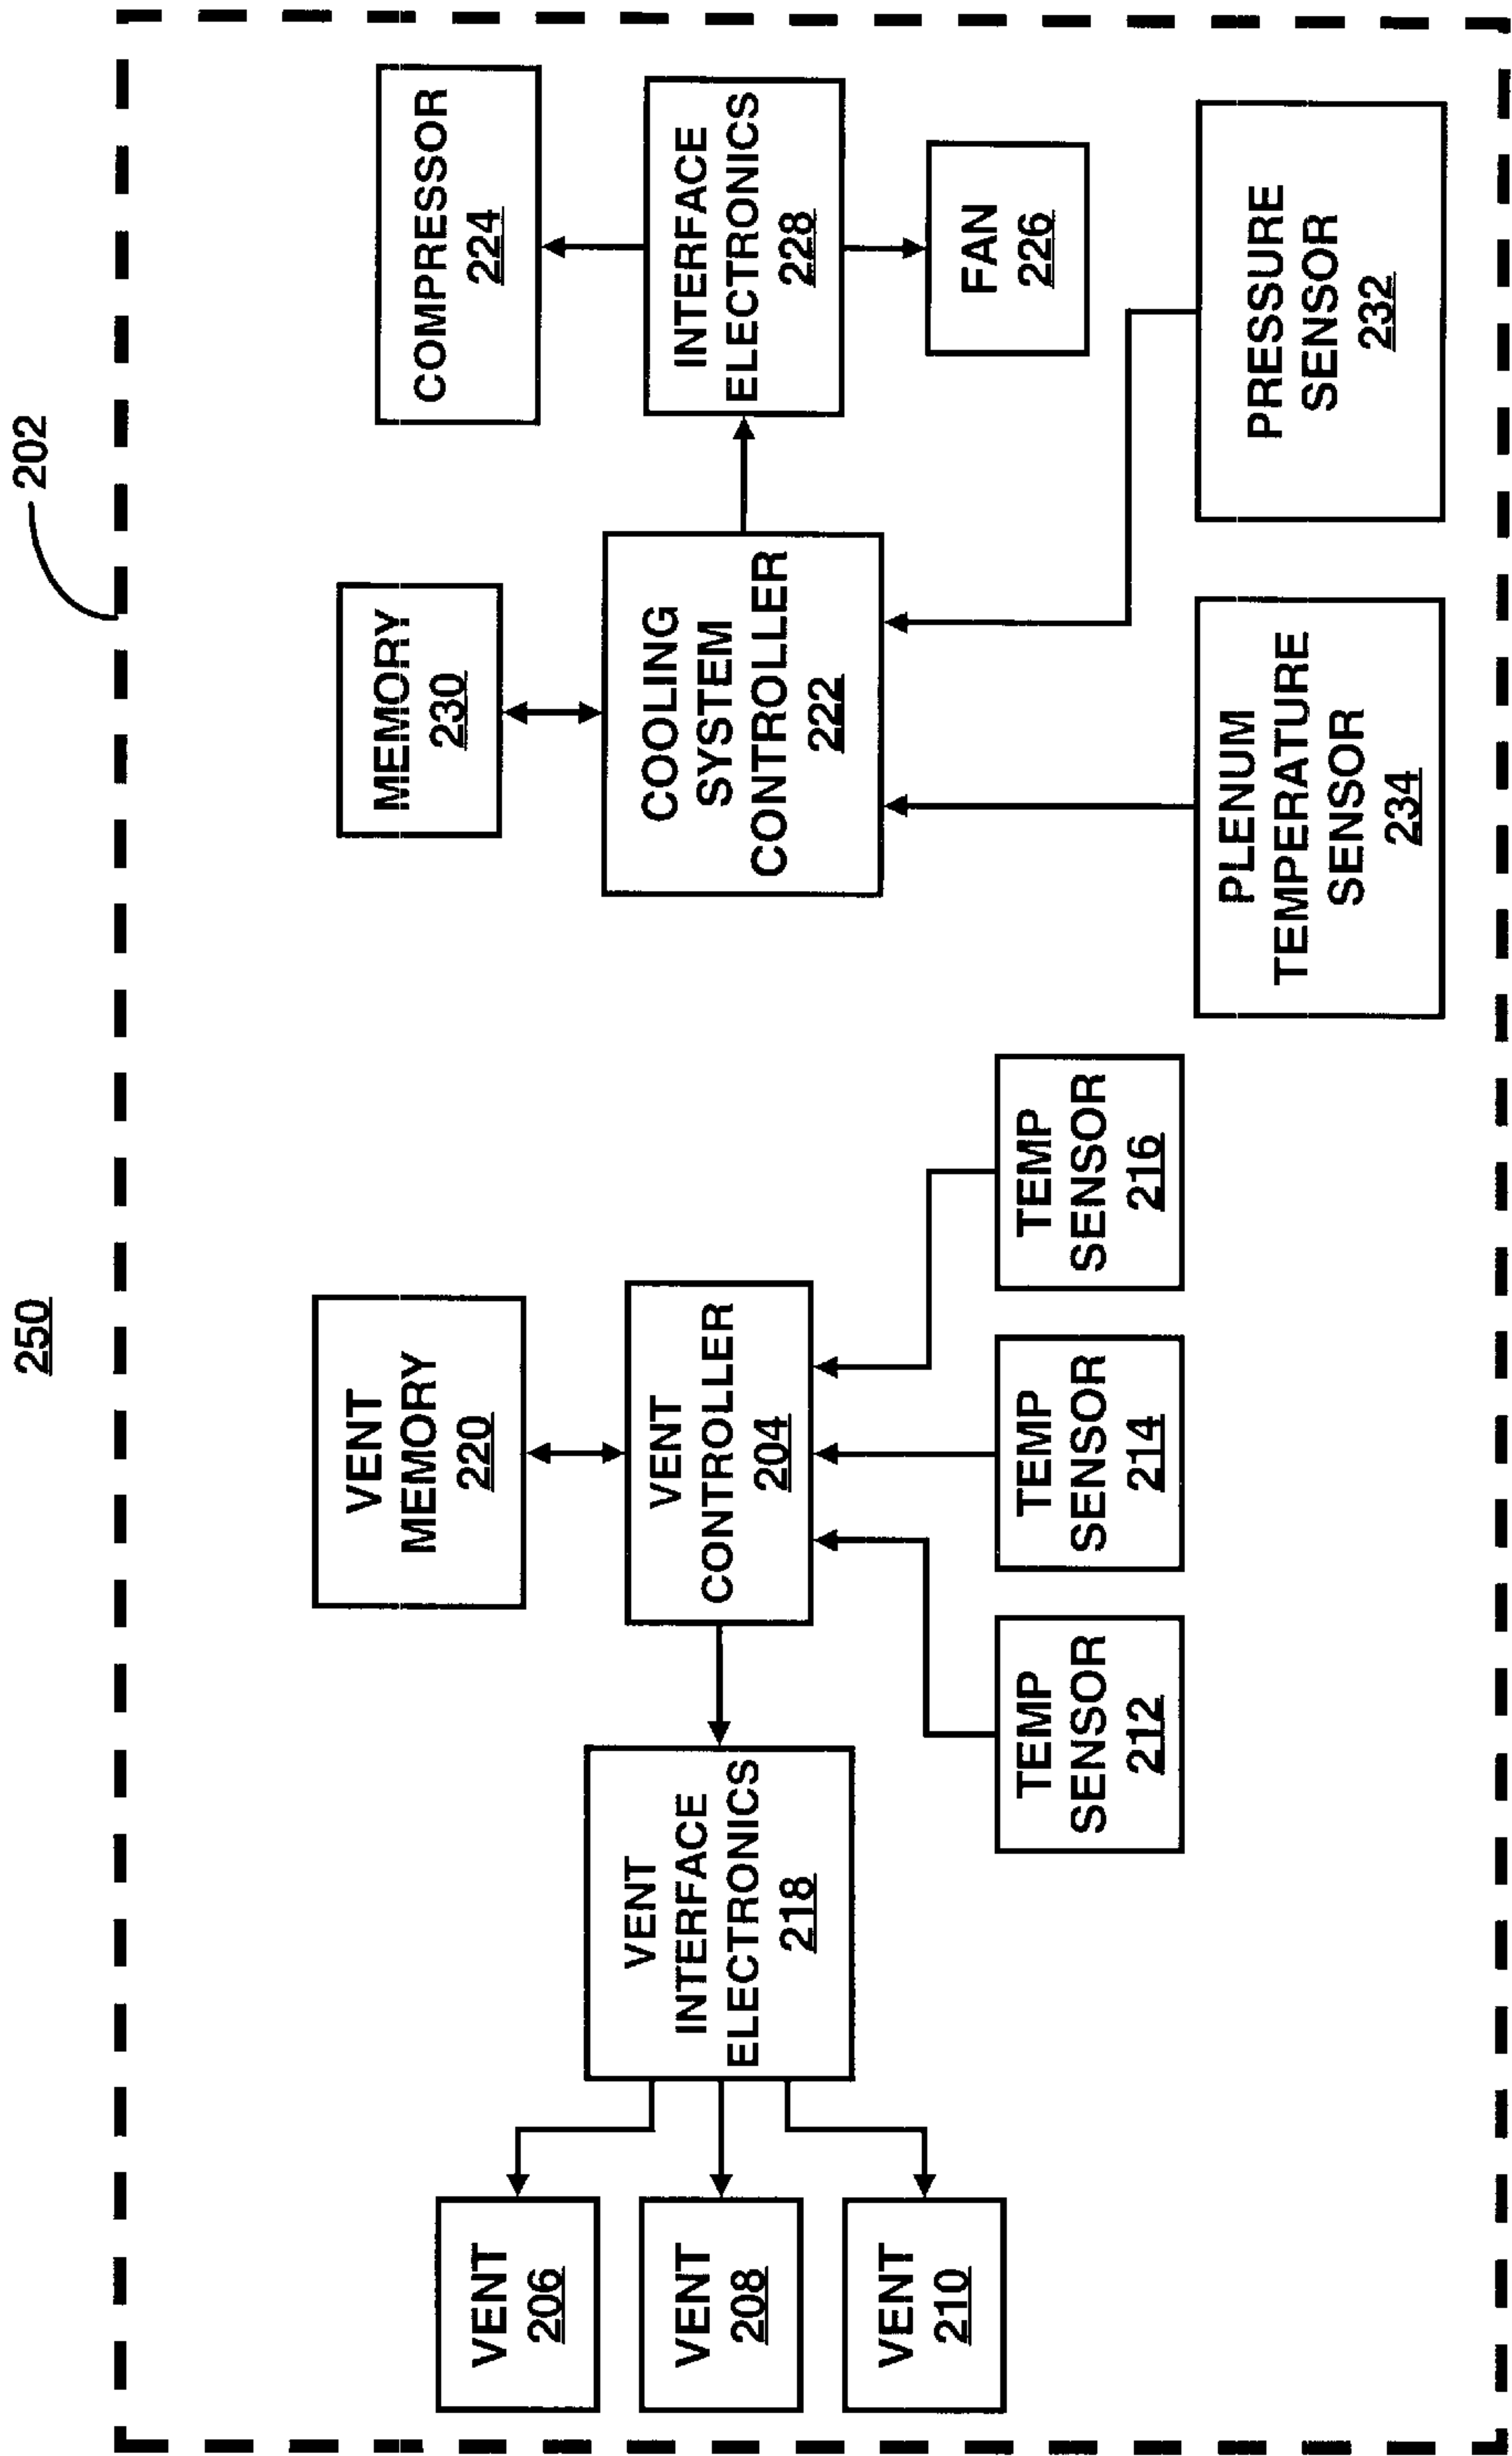 250
202
VENT
MEMORY
220
MEMORY
230
COMPRESSOR
224
VENT
206
VENT
208
VENT
210
VENT
INTERFACE
ELECTRONICS
218
VENT
CONTROLLER
204
COOLING
SYSTEM
CONTROLLER
222
INTERFACE
ELECTRONICS
228
FAN
226
TEMP
SENSOR
212
TEMP
SENSOR
214
TEMP
SENSOR
216
PLENUM
TEMPERATURE
SENSOR
234
PRESSURE
SENSOR
232